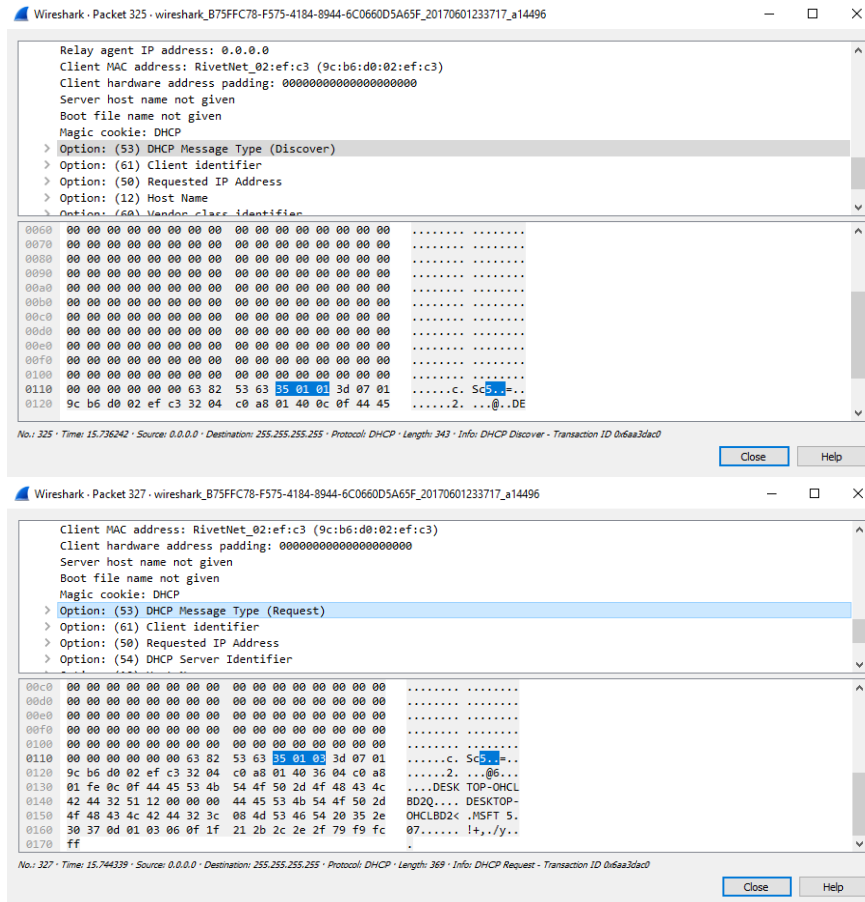 Wireshark · Packet 325 · wireshark_B75FFC78-F575-4184-8944-6C0660D5A65F_20170601233717_a14496
Relay agent IP address: 0.0.0.0
Client MAC address: RivetNet_02:ef:c3 (9c:b6:d0:02:ef:c3)
Client hardware address padding: 00000000000000000000
Server host name not given
Boot file name not given
Magic cookie: DHCP
> Option: (53) DHCP Message Type (Discover)
> Option: (61) Client identifier
> Option: (50) Requested IP Address
> Option: (12) Host Name
> Option: (60) Vendor class identifier
0060 00 00 00 00 00 00 00 00 00 00 00 00 00 00 00 00 ........ ........
0070 00 00 00 00 00 00 00 00 00 00 00 00 00 00 00 00 ........ ........
0080 00 00 00 00 00 00 00 00 00 00 00 00 00 00 00 00 ........ ........
0090 00 00 00 00 00 00 00 00 00 00 00 00 00 00 00 00 ........ ........
00a0 00 00 00 00 00 00 00 00 00 00 00 00 00 00 00 00 ........ ........
00b0 00 00 00 00 00 00 00 00 00 00 00 00 00 00 00 00 ........ ........
00c0 00 00 00 00 00 00 00 00 00 00 00 00 00 00 00 00 ........ ........
00d0 00 00 00 00 00 00 00 00 00 00 00 00 00 00 00 00 ........ ........
00e0 00 00 00 00 00 00 00 00 00 00 00 00 00 00 00 00 ........ ........
00f0 00 00 00 00 00 00 00 00 00 00 00 00 00 00 00 00 ........ ........
0100 00 00 00 00 00 00 00 00 00 00 00 00 00 00 00 00 ........ ........
0110 00 00 00 00 00 00 63 82 53 63 35 01 01 3d 07 01 ......c. Sc5..=..
0120 9c b6 d0 02 ef c3 32 04 c0 a8 01 40 0c 0f 44 45 ......2. ...@..DE
No.: 325 · Time: 15.736242 · Source: 0.0.0.0 · Destination: 255.255.255.255 · Protocol: DHCP · Length: 343 · Info: DHCP Discover - Transaction ID 0x6aa3dac0
Close Help
Wireshark · Packet 327 · wireshark_B75FFC78-F575-4184-8944-6C0660D5A65F_20170601233717_a14496
Client MAC address: RivetNet_02:ef:c3 (9c:b6:d0:02:ef:c3)
Client hardware address padding: 00000000000000000000
Server host name not given
Boot file name not given
Magic cookie: DHCP
> Option: (53) DHCP Message Type (Request)
> Option: (61) Client identifier
> Option: (50) Requested IP Address
> Option: (54) DHCP Server Identifier
00c0 00 00 00 00 00 00 00 00 00 00 00 00 00 00 00 00 ........ ........
00d0 00 00 00 00 00 00 00 00 00 00 00 00 00 00 00 00 ........ ........
00e0 00 00 00 00 00 00 00 00 00 00 00 00 00 00 00 00 ........ ........
00f0 00 00 00 00 00 00 00 00 00 00 00 00 00 00 00 00 ........ ........
0100 00 00 00 00 00 00 00 00 00 00 00 00 00 00 00 00 ........ ........
0110 00 00 00 00 00 00 63 82 53 63 35 01 03 3d 07 01 ......c. Sc5..=..
0120 9c b6 d0 02 ef c3 32 04 c0 a8 01 40 36 04 c0 a8 ......2. ...@6...
0130 01 fe 0c 0f 44 45 53 4b 54 4f 50 2d 4f 48 43 4c ....DESK TOP-OHCL
0140 42 44 32 51 12 00 00 00 44 45 53 4b 54 4f 50 2d BD2Q.... DESKTOP-
0150 4f 48 43 4c 42 44 32 3c 08 4d 53 46 54 20 35 2e OHCLBD2< .MSFT 5.
0160 30 37 0d 01 03 06 0f 1f 21 2b 2c 2e 2f 79 f9 fc 07...... !+,./y..
0170 ff .
No.: 327 · Time: 15.744339 · Source: 0.0.0.0 · Destination: 255.255.255.255 · Protocol: DHCP · Length: 369 · Info: DHCP Request - Transaction ID 0x6aa3dac0
Close Help